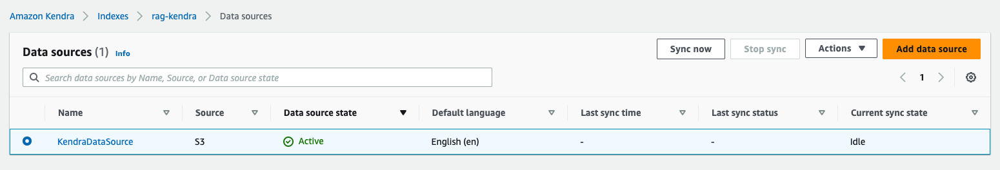 Amazon Kendra Indexes rag-kendra Data sources
Data sources (1) Info Sync now Stop sync Actions Add data source
Search data sources by Name, Source, or Data source state 1
Name Source Data source state Default language Last sync time Last sync status Current sync state
KendraDataSource S3 Active English (en) - - Idle